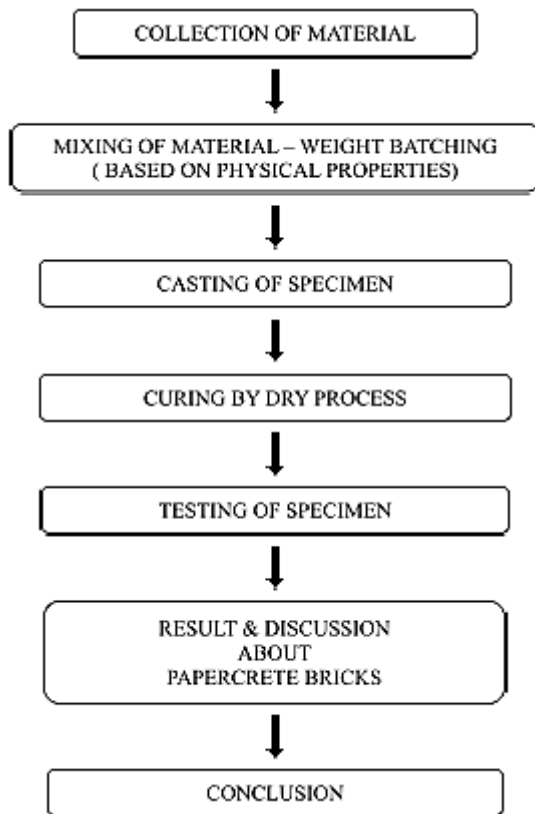 COLLECTION OF MATERIAL
MIXING OF MATERIAL – WEIGHT BATCHING
( BASED ON PHYSICAL PROPERTIES)
CASTING OF SPECIMEN
CURING BY DRY PROCESS
TESTING OF SPECIMEN
RESULT & DISCUSSION
ABOUT
PAPERCRETE BRICKS
CONCLUSION